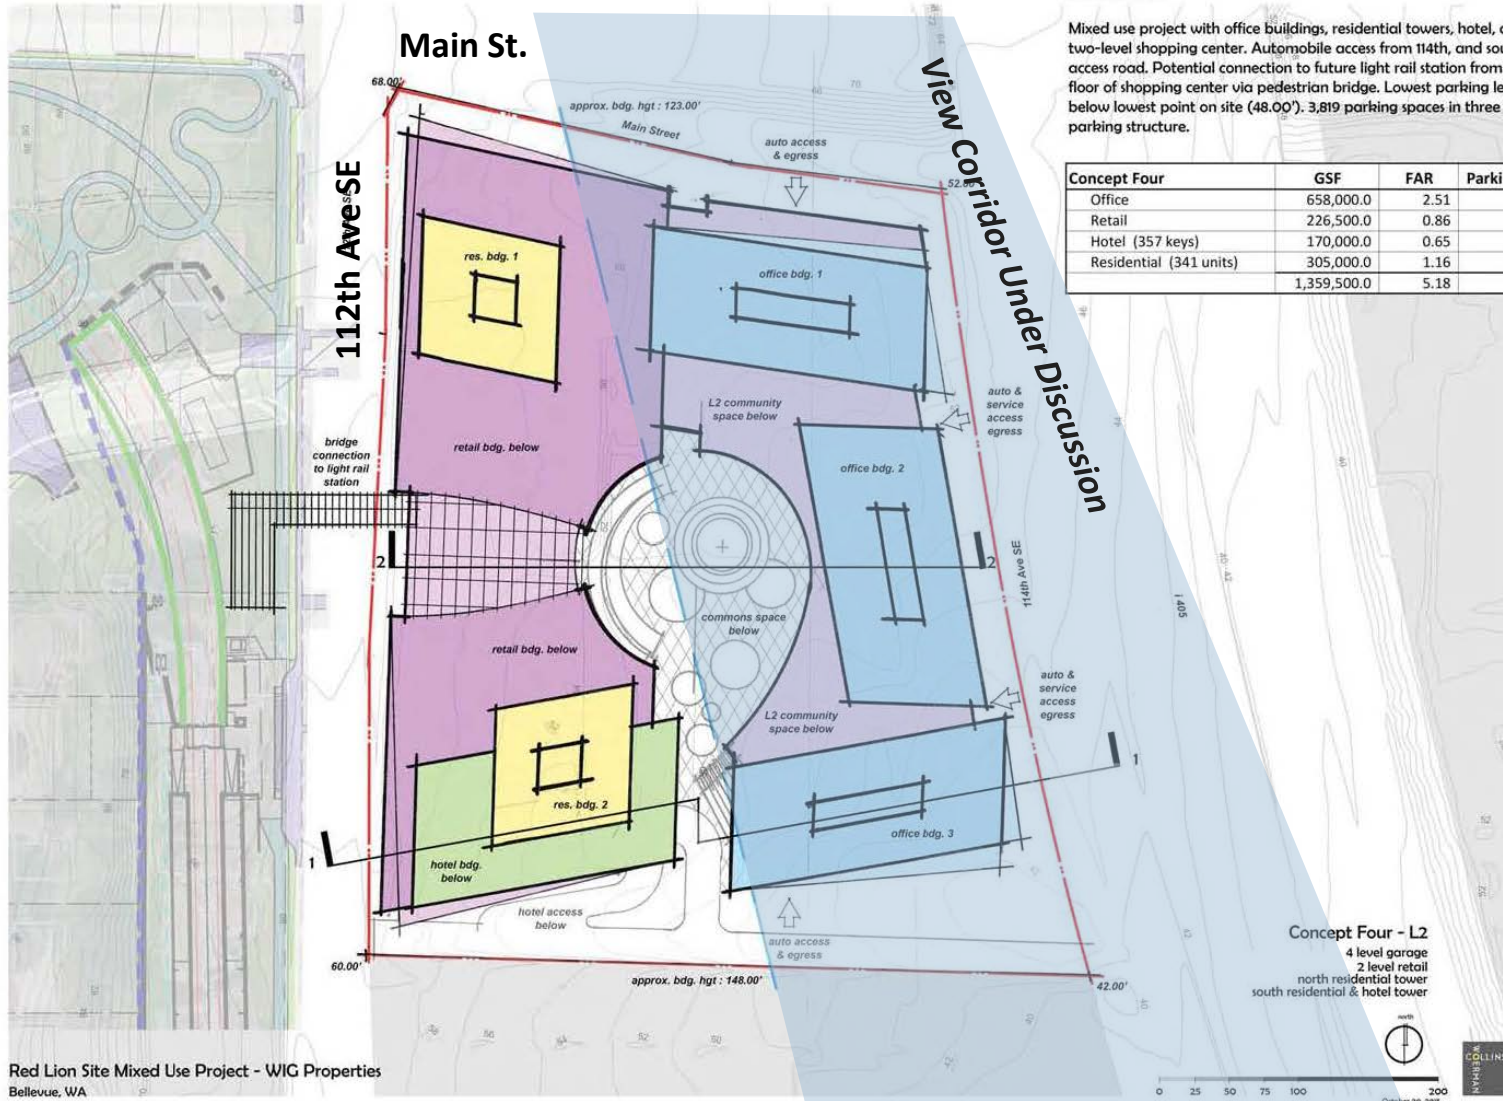 Main St.
Mixed use project with office buildings, residential towers, hotel,
two-level shopping center. Automobile access from 114th, and
access road. Potential connection to future light rail station from
floor of shopping center via pedestrian bridge. Lowest parking
below lowest point on site (48.00'). 3,819 parking spaces in three
parking structure.
Concept Four GSF FAR
Office 658,000.0 2.51
Retail 226,500.0 0.86
Hotel (357 keys) 170,000.0 0.65
Residential (341 units) 305,000.0 1.16
1,359,500.0 5.18
View Corridor Under Discussion
112th Ave SE
68.00'
approx. bdg. hgt : 123.00'
Main Street
auto access
& egress
res. bdg. 1
office bdg. 1
L2 community
space below
auto &
service
access
egress
retail bdg. below
office bdg. 2
bridge
connection
to light rail
station
2
2
114th Ave SE
i 405
commons space
below
retail bdg. below
L2 community
space below
auto &
service
access
egress
1
res. bdg. 2
office bdg. 3
1
hotel bdg.
below
hotel access
below
auto access
& egress
60.00'
approx. bdg. hgt : 148.00'
42.00'
Concept Four - L2
4 level garage
2 level retail
north residential tower
south residential & hotel tower
north
0 25 50 75 100 200
Red Lion Site Mixed Use Project - WIG Properties
Bellevue, WA